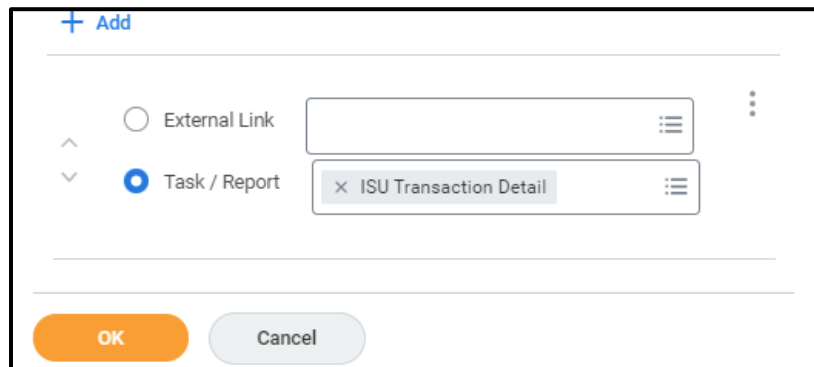 + Add
External Link
Task / Report
× ISU Transaction Detail
OK
Cancel